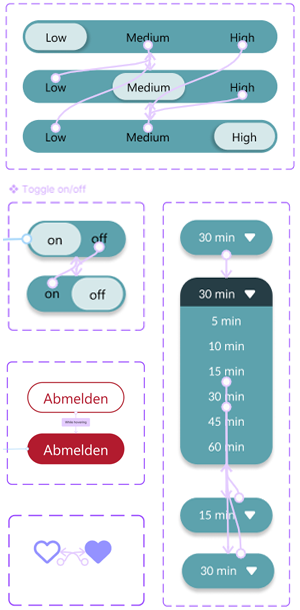 Low Medium High
Low Medium High
Low Medium High
Toggle on/off
on off
on off
30 min
30 min
5 min
10 min
15 min
30 min
45 min
60 min
15 min
30 min
Abmelden
While hovering
Abmelden